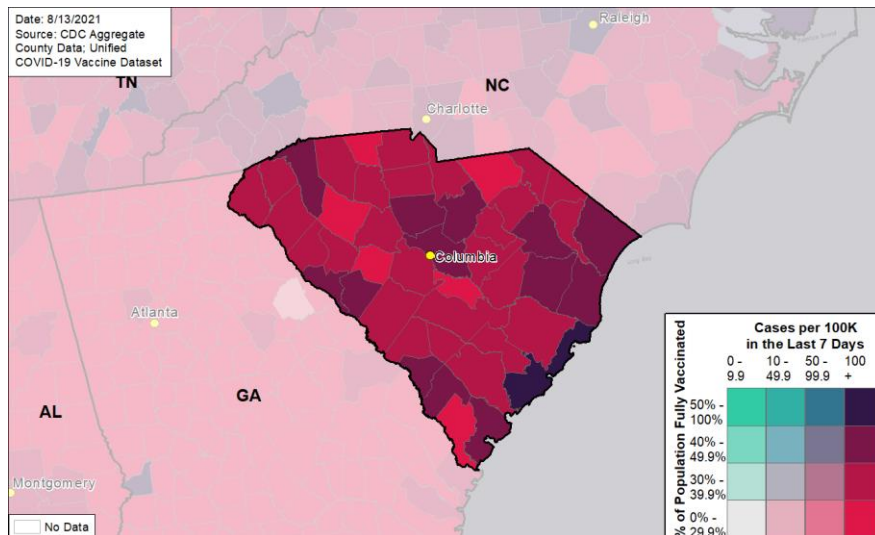 Date: 8/13/2021
Source: CDC Aggregate
County Data; Unified
COVID-19 Vaccine Dataset
Raleigh
TN
NC
Charlotte
Columbia
Atlanta
AL
GA
Montgomery
No Data
Cases per 100K
in the Last 7 Days
0 -
9.9
10 -
49.9
50 -
99.9
100
+
% of Population Fully Vaccinated
50% -
100%
40% -
49.9%
30% -
39.9%
0% -
29.9%